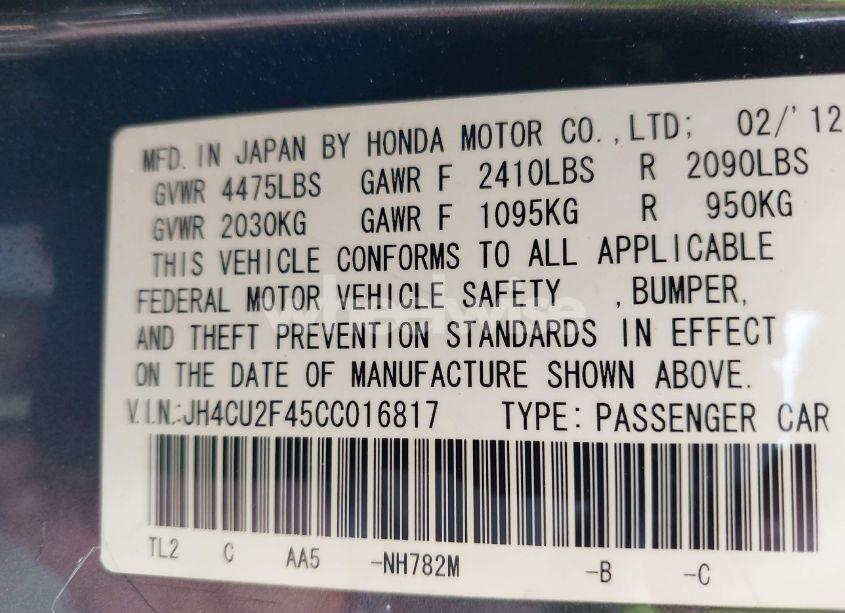 MFD. IN JAPAN BY HONDA MOTOR CO., LTD; 02/'12
GVWR 4475LBS GAWR F 2410LBS R 2090LBS
GVWR 2030KG GAWR F 1095KG R 950KG
THIS VEHICLE CONFORMS TO ALL APPLICABLE
FEDERAL MOTOR VEHICLE SAFETY , BUMPER,
AND THEFT PREVENTION STANDARDS IN EFFECT
ON THE DATE OF MANUFACTURE SHOWN ABOVE.
V.I.N.:JH4CU2F45CC016817 TYPE: PASSENGER CAR
TL2 C AA5 -NH782M -B -C
wheelwise